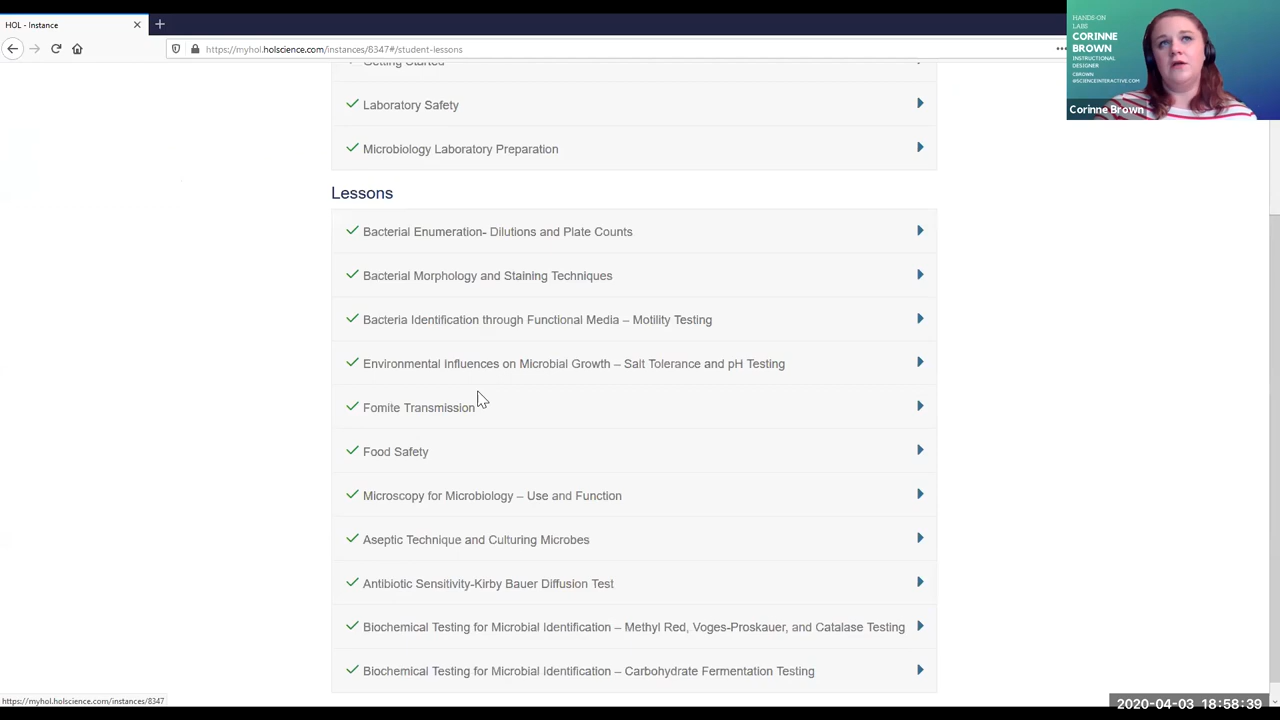 HOL - Instance
https://myhol.holscience.com/instances/8347#/student-lessons
HANDS-ON
LABS
CORINNE
BROWN
INSTRUCTIONAL
DESIGNER
CBROWN
@SCIENCEINTERACTIVE.COM
Corinne Brown
Getting Started
Laboratory Safety
Microbiology Laboratory Preparation
Lessons
Bacterial Enumeration- Dilutions and Plate Counts
Bacterial Morphology and Staining Techniques
Bacteria Identification through Functional Media – Motility Testing
Environmental Influences on Microbial Growth – Salt Tolerance and pH Testing
Fomite Transmission
Food Safety
Microscopy for Microbiology – Use and Function
Aseptic Technique and Culturing Microbes
Antibiotic Sensitivity-Kirby Bauer Diffusion Test
Biochemical Testing for Microbial Identification – Methyl Red, Voges-Proskauer, and Catalase Testing
Biochemical Testing for Microbial Identification – Carbohydrate Fermentation Testing
https://myhol.holscience.com/instances/8347
2020-04-03 18:58:39